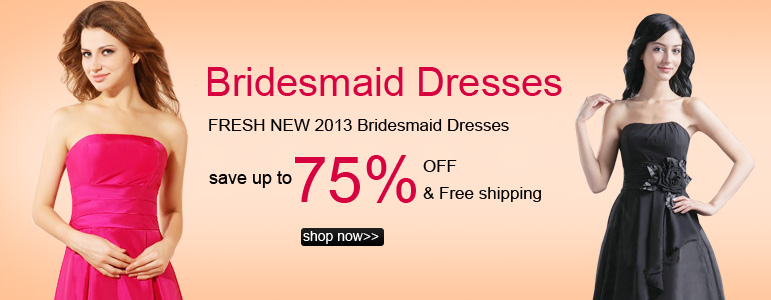 Bridesmaid Dresses
FRESH NEW 2013 Bridesmaid Dresses
save up to 75% OFF
& Free shipping
shop now>>